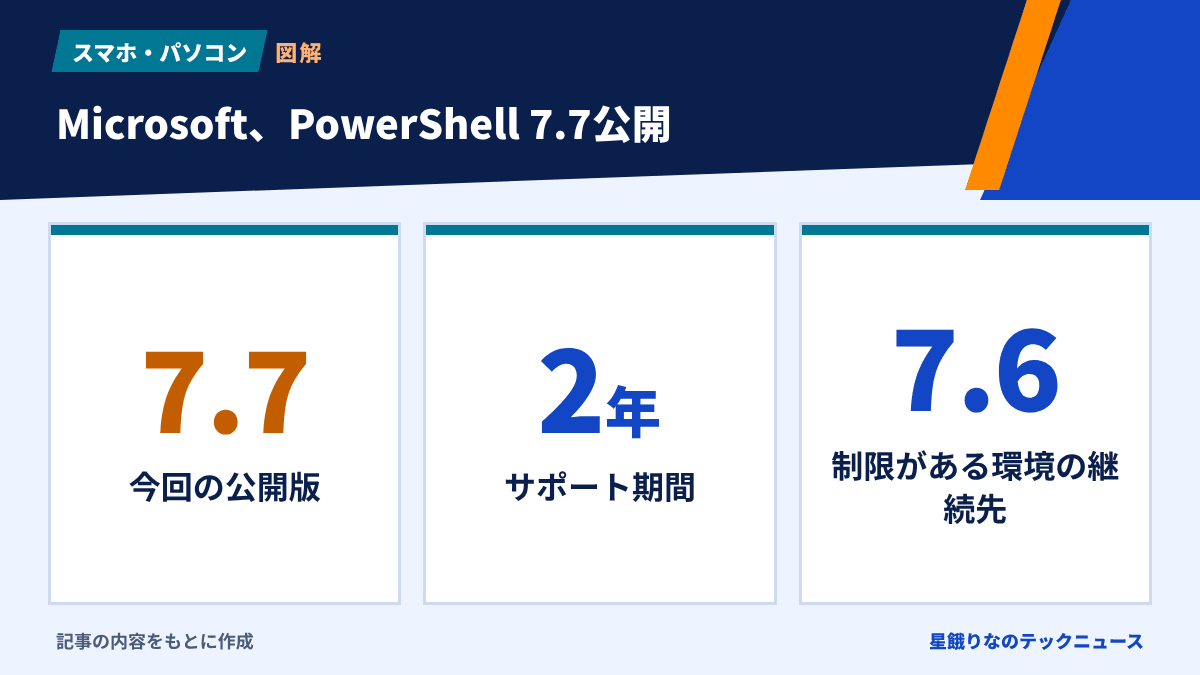 スマホ・パソコン 図解
Microsoft、PowerShell 7.7公開
7.7
今回の公開版
2年
サポート期間
7.6
制限がある環境の継
続先
記事の内容をもとに作成
星餓りなのテックニュース